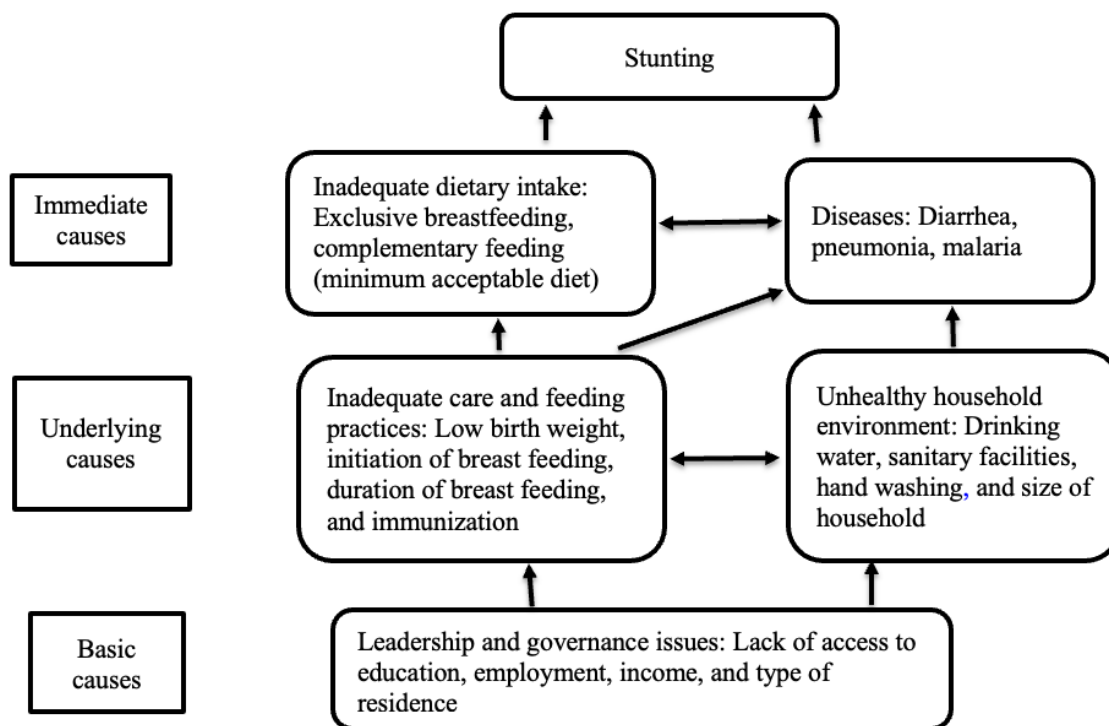 Stunting
Immediate
causes
Inadequate dietary intake:
Exclusive breastfeeding,
complementary feeding
(minimum acceptable diet)
Diseases: Diarrhea,
pneumonia, malaria
Underlying
causes
Inadequate care and feeding
practices: Low birth weight,
initiation of breast feeding,
duration of breast feeding,
and immunization
Unhealthy household
environment: Drinking
water, sanitary facilities,
hand washing, and size of
household
Basic
causes
Leadership and governance issues: Lack of access to
education, employment, income, and type of
residence